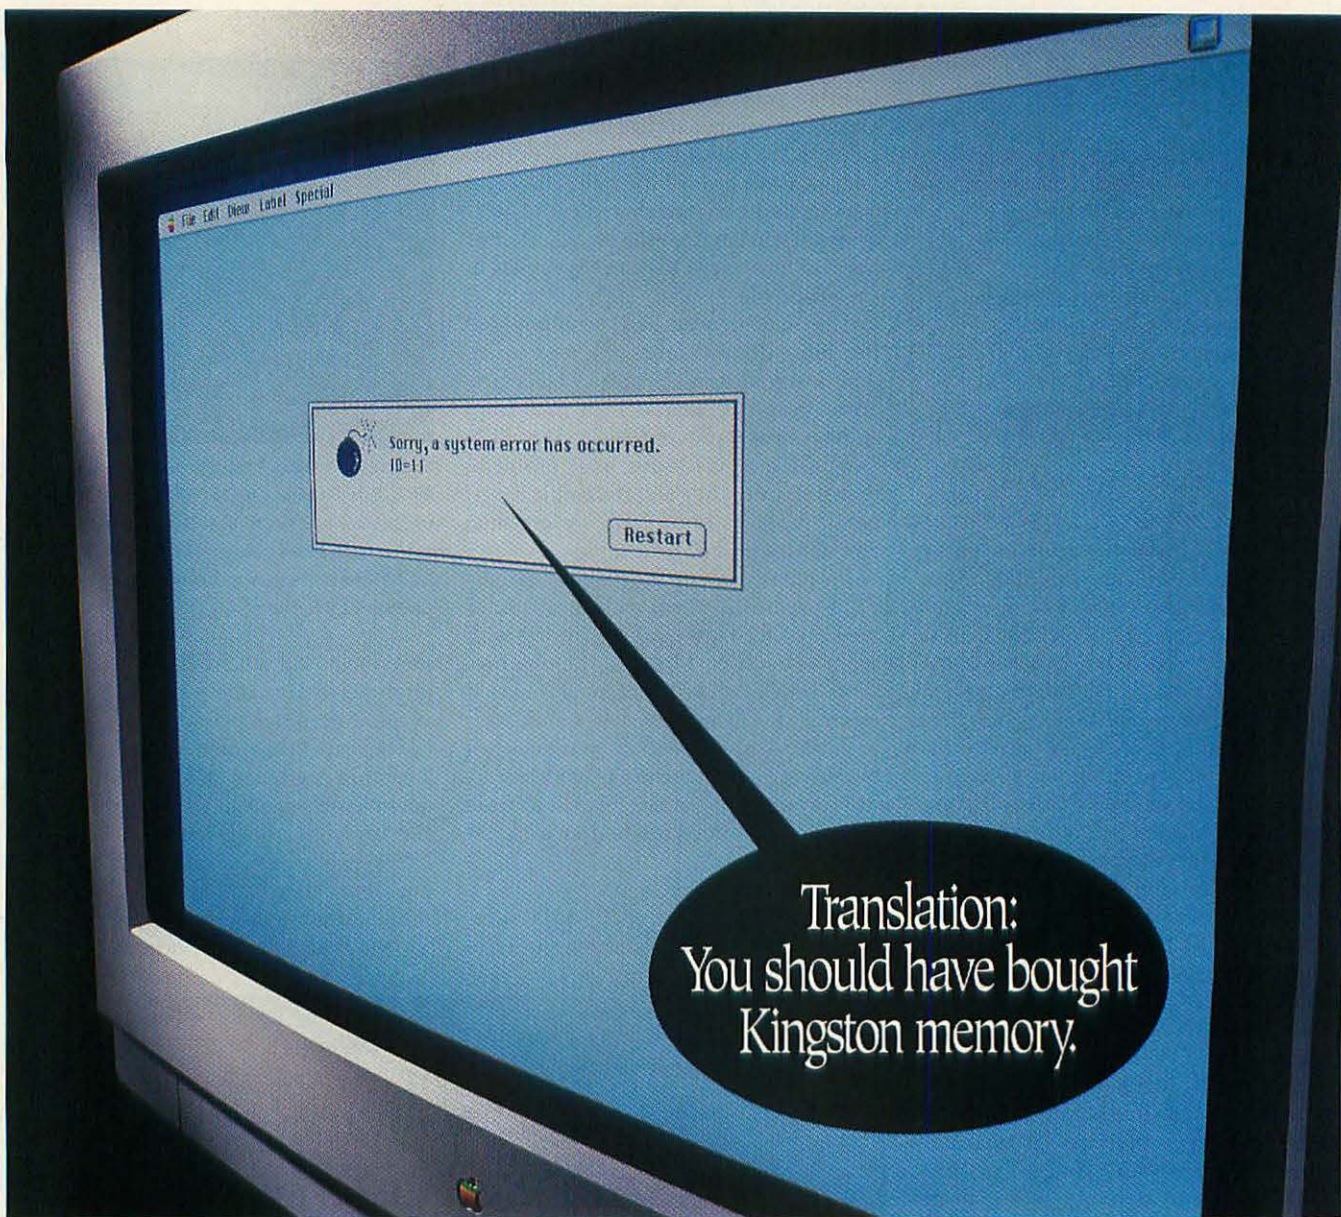 File Edit View Label Special
Sorry, a system error has occurred.
ID=11
Restart
Translation:
You should have bought
Kingston memory.